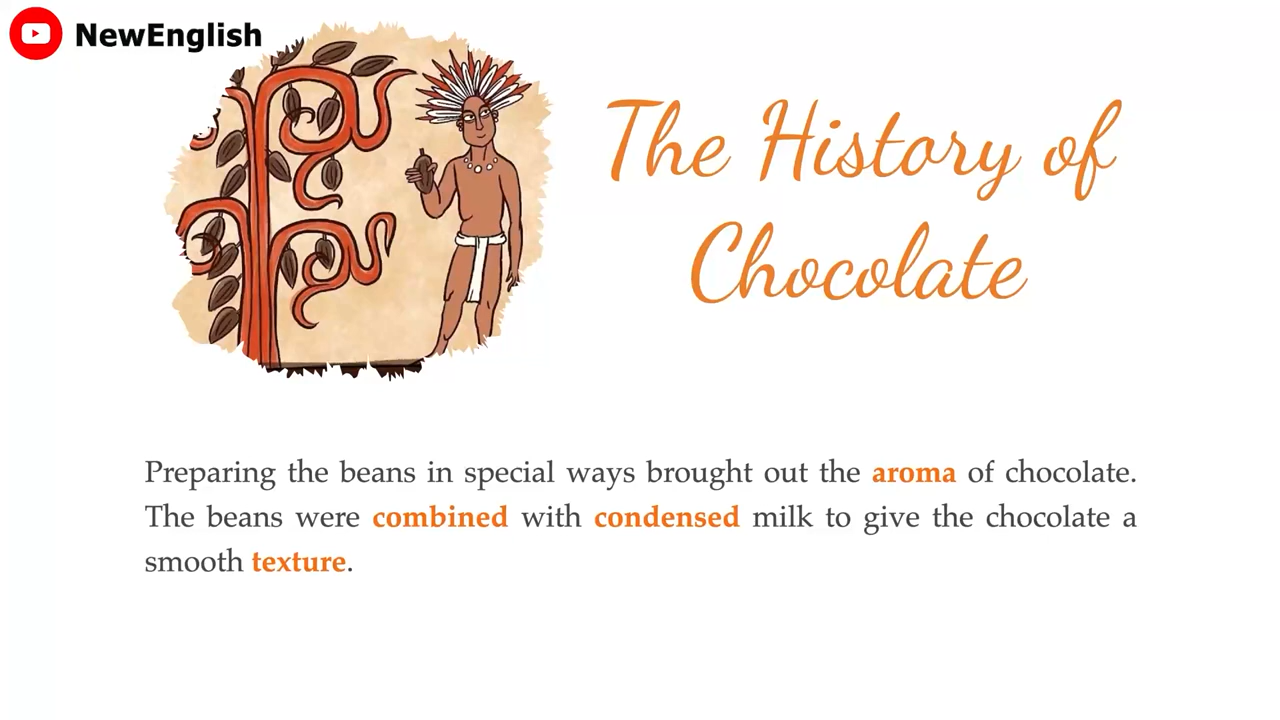 NewEnglish
The History of
Chocolate
Preparing the beans in special ways brought out the aroma of chocolate.
The beans were combined with condensed milk to give the chocolate a
smooth texture.